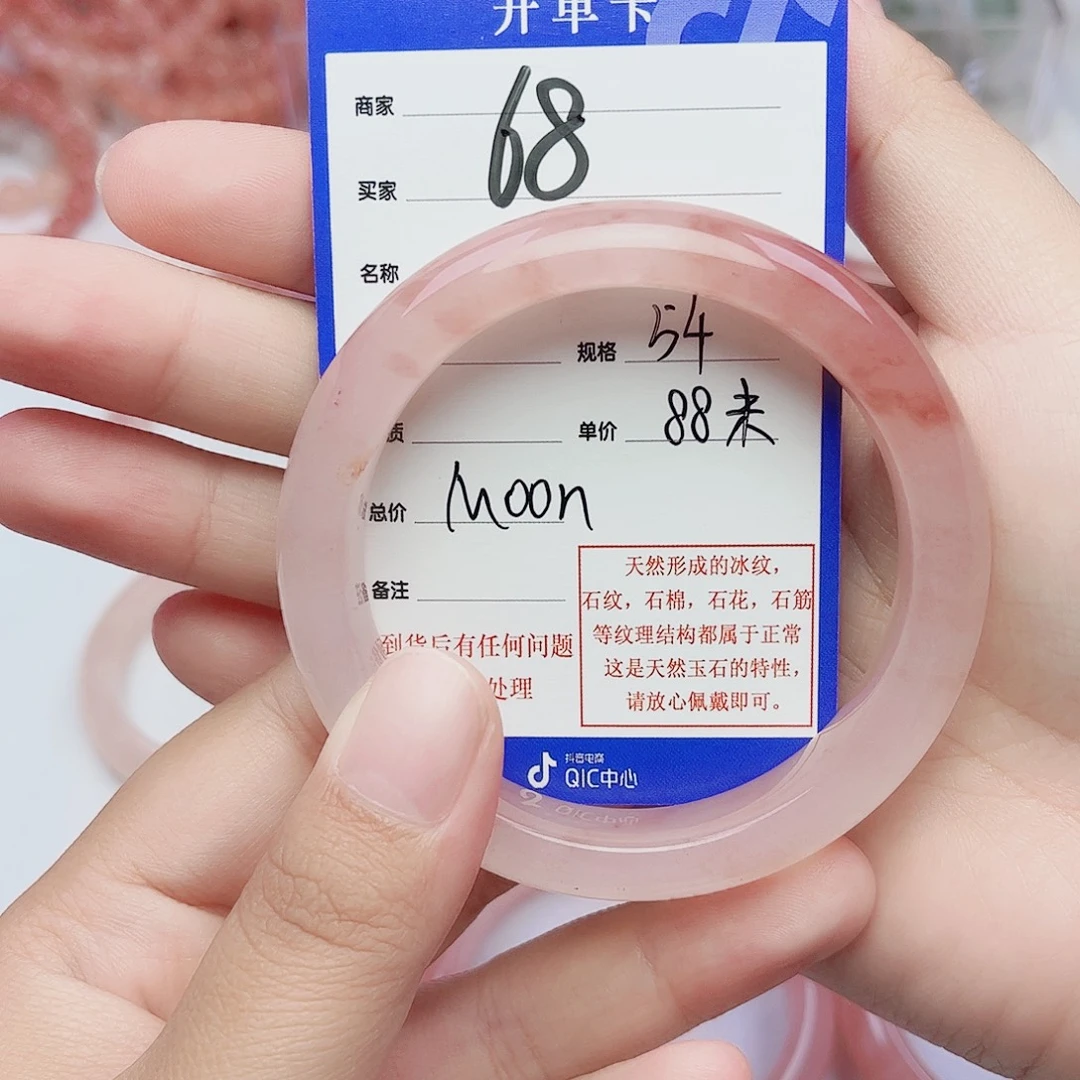 开单卡
商家 68
买家
名称
规格 54
质 单价 88未
总价 Moon
备注
到货后有任何问题
处理
天然形成的冰纹，
石纹，石棉，石花，石筋
等纹理结构都属于正常
这是天然玉石的特性，
请放心佩戴即可。
抖音电商
QIC中心